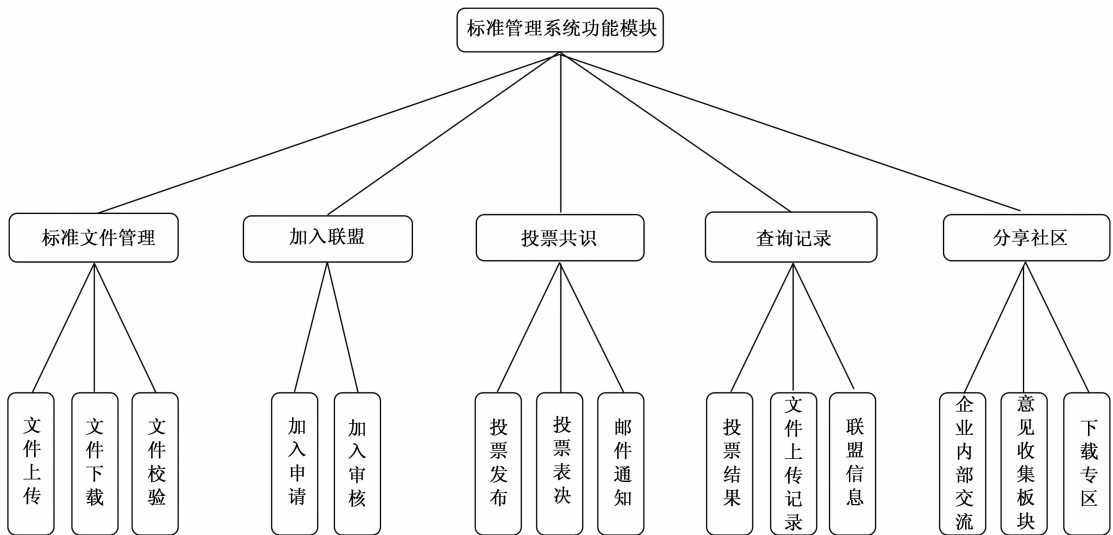 标准管理系统功能模块
标准文件管理
加入联盟
投票共识
查询记录
分享社区
文件上传
文件下载
文件校验
加入申请
加入审核
投票发布
投票表决
邮件通知
投票结果
文件上传记录
联盟信息
企业内部交流
意见收集板块
下载专区